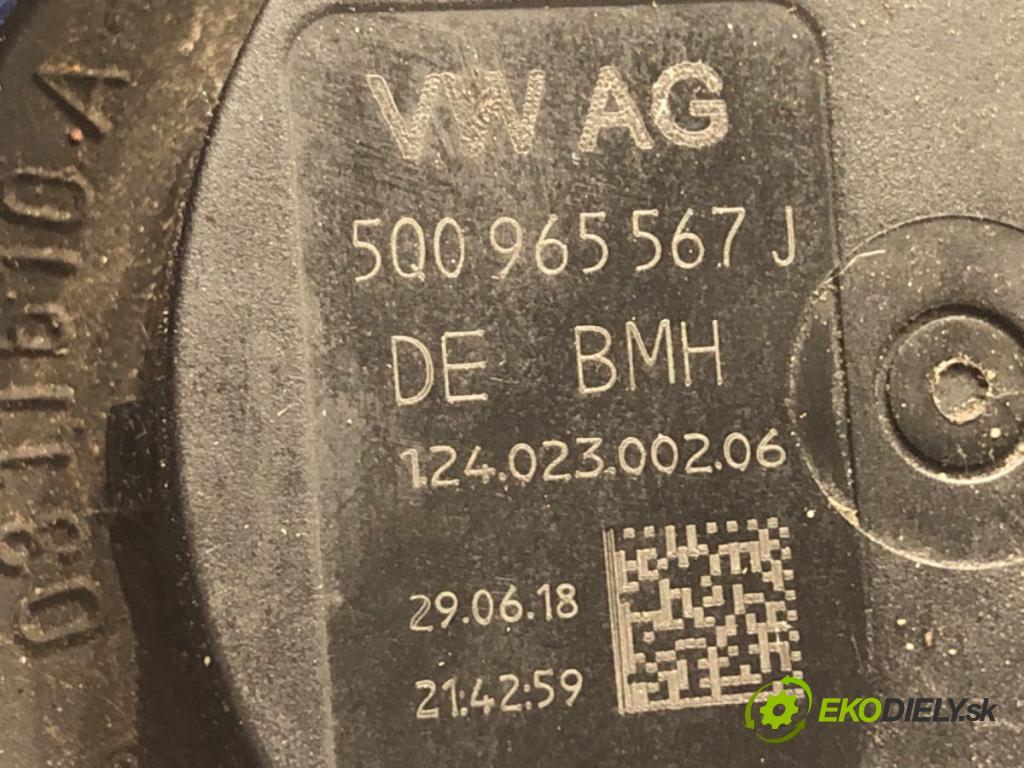 VW AG
5Q0 965 567 J
DE BMH
124.023.002.06
29.06.18
21:42:59
EKODIELY.sk